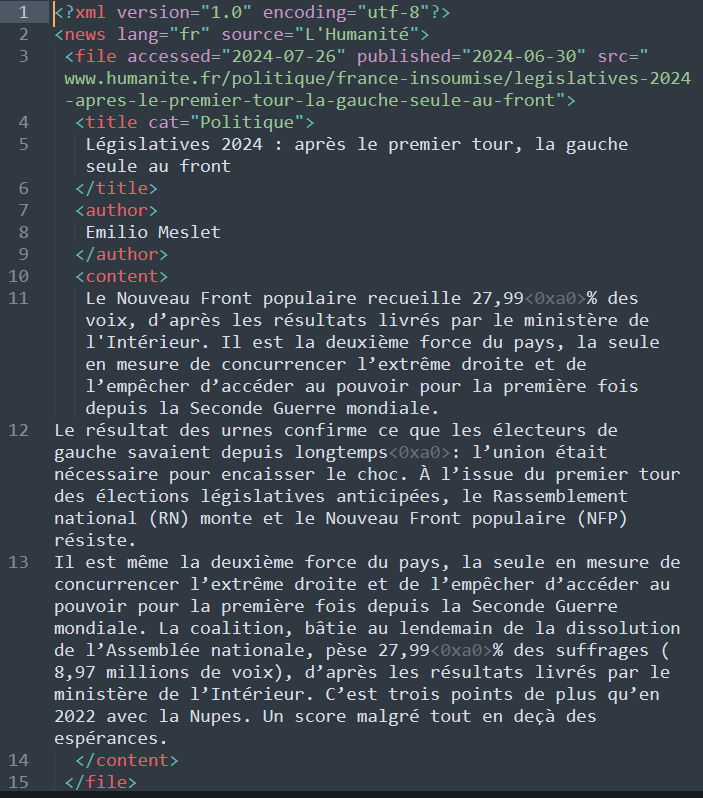 1 <?xml version="1.0" encoding="utf-8"?>
2 <news lang="fr" source="L'Humanité">
3 <file accessed="2024-07-26" published="2024-06-30" src="
www.humanite.fr/politique/france-insoumise/legislatives-2024
-apres-le-premier-tour-la-gauche-seule-au-front">
4 <title cat="Politique">
5 Législatives 2024 : après le premier tour, la gauche
seule au front
6 </title>
7 <author>
8 Emilio Meslet
9 </author>
10 <content>
11 Le Nouveau Front populaire recueille 27,99<0xa0>% des
voix, d’après les résultats livrés par le ministère de
l'Intérieur. Il est la deuxième force du pays, la seule
en mesure de concurrencer l’extrême droite et de
l’empêcher d’accéder au pouvoir pour la première fois
depuis la Seconde Guerre mondiale.
12 Le résultat des urnes confirme ce que les électeurs de
gauche savaient depuis longtemps<0xa0>: l’union était
nécessaire pour encaisser le choc. À l’issue du premier tour
des élections législatives anticipées, le Rassemblement
national (RN) monte et le Nouveau Front populaire (NFP)
résiste.
13 Il est même la deuxième force du pays, la seule en mesure de
concurrencer l’extrême droite et de l’empêcher d’accéder au
pouvoir pour la première fois depuis la Seconde Guerre
mondiale. La coalition, bâtie au lendemain de la dissolution
de l’Assemblée nationale, pèse 27,99<0xa0>% des suffrages (
8,97 millions de voix), d’après les résultats livrés par le
ministère de l’Intérieur. C’est trois points de plus qu’en
2022 avec la Nupes. Un score malgré tout en deçà des
espérances.
14 </content>
15 </file>